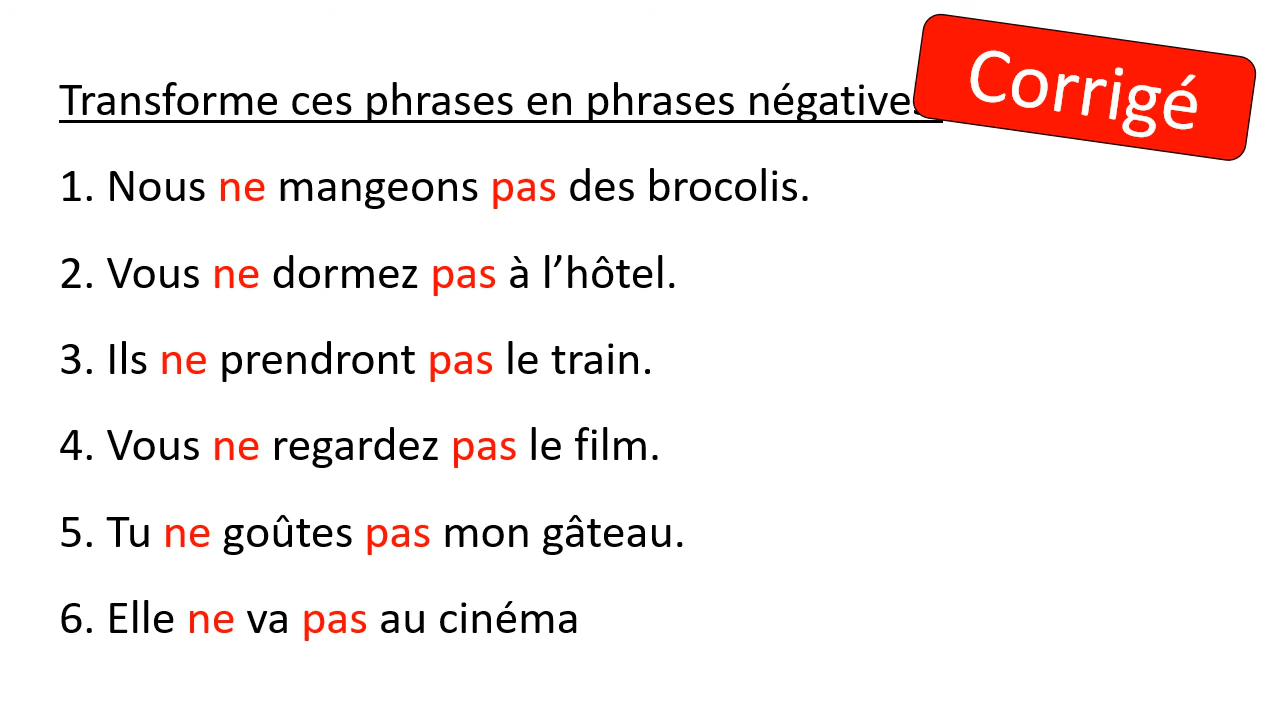 Transforme ces phrases en phrases négatives
Corrigé
1. Nous ne mangeons pas des brocolis.
2. Vous ne dormez pas à l’hôtel.
3. Ils ne prendront pas le train.
4. Vous ne regardez pas le film.
5. Tu ne goûtes pas mon gâteau.
6. Elle ne va pas au cinéma